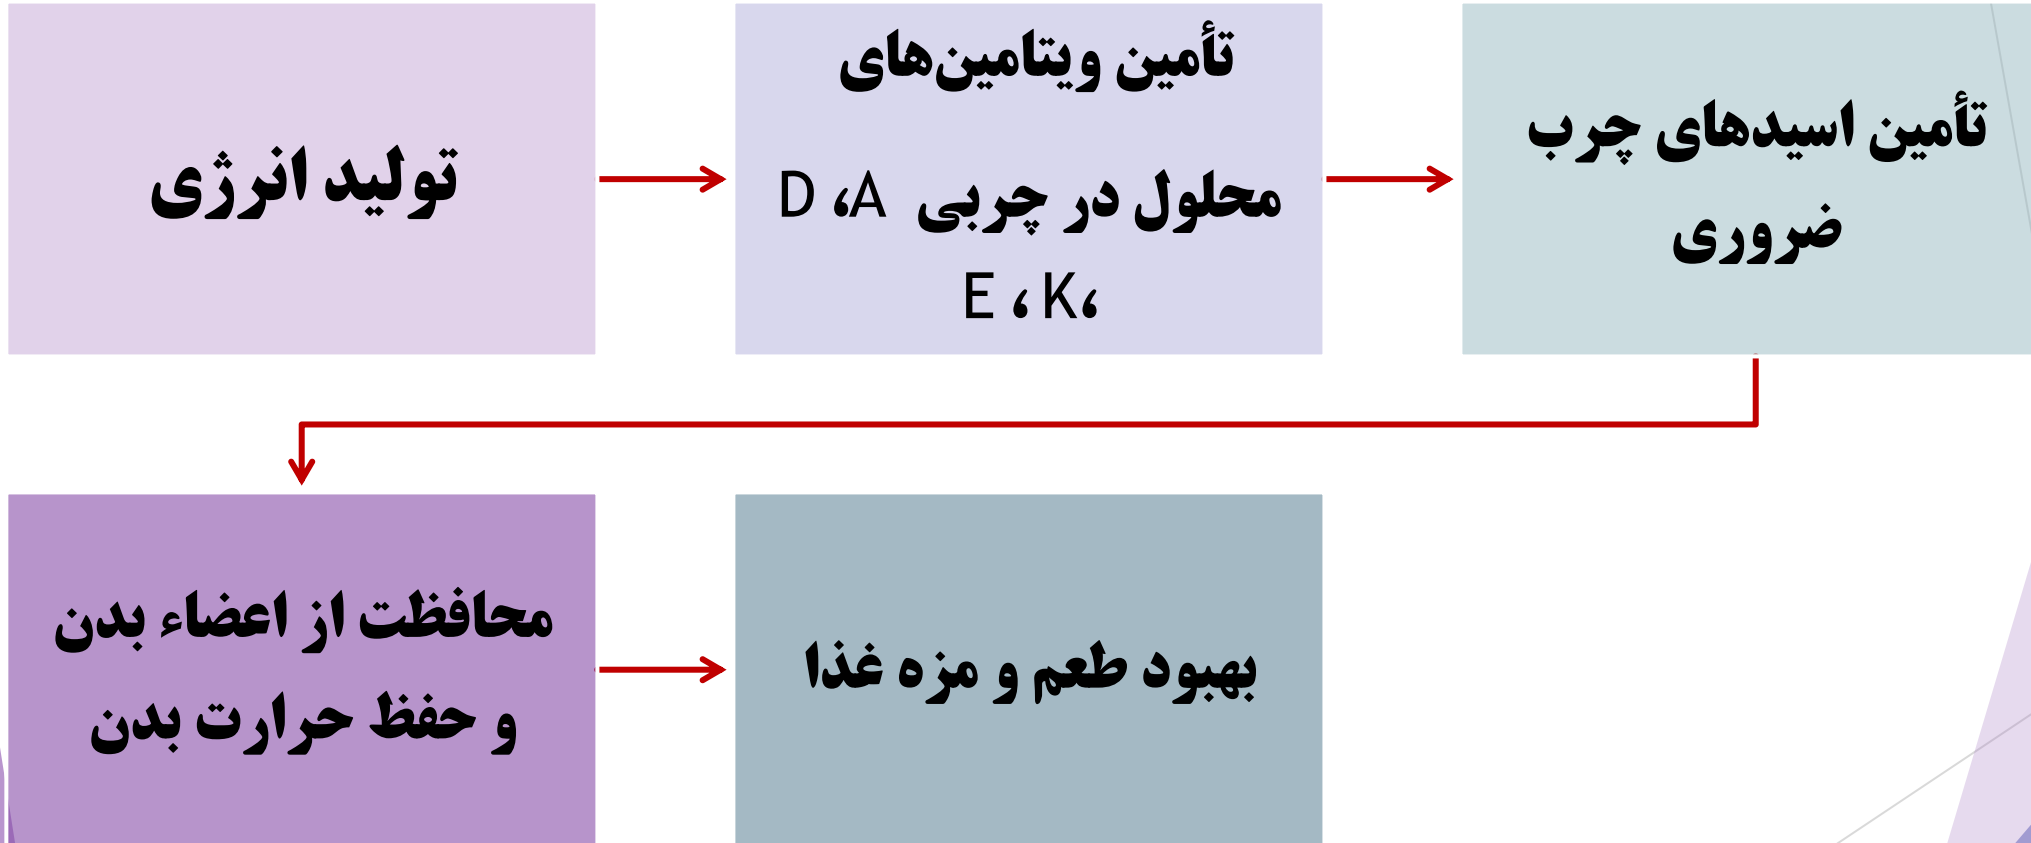 تولید انرژی
تأمین ویتامین‌های
محلول در چربی A، D
، K، E
تأمین اسیدهای چرب
ضروری
محافظت از اعضاء بدن
و حفظ حرارت بدن
بهبود طعم و مزه غذا